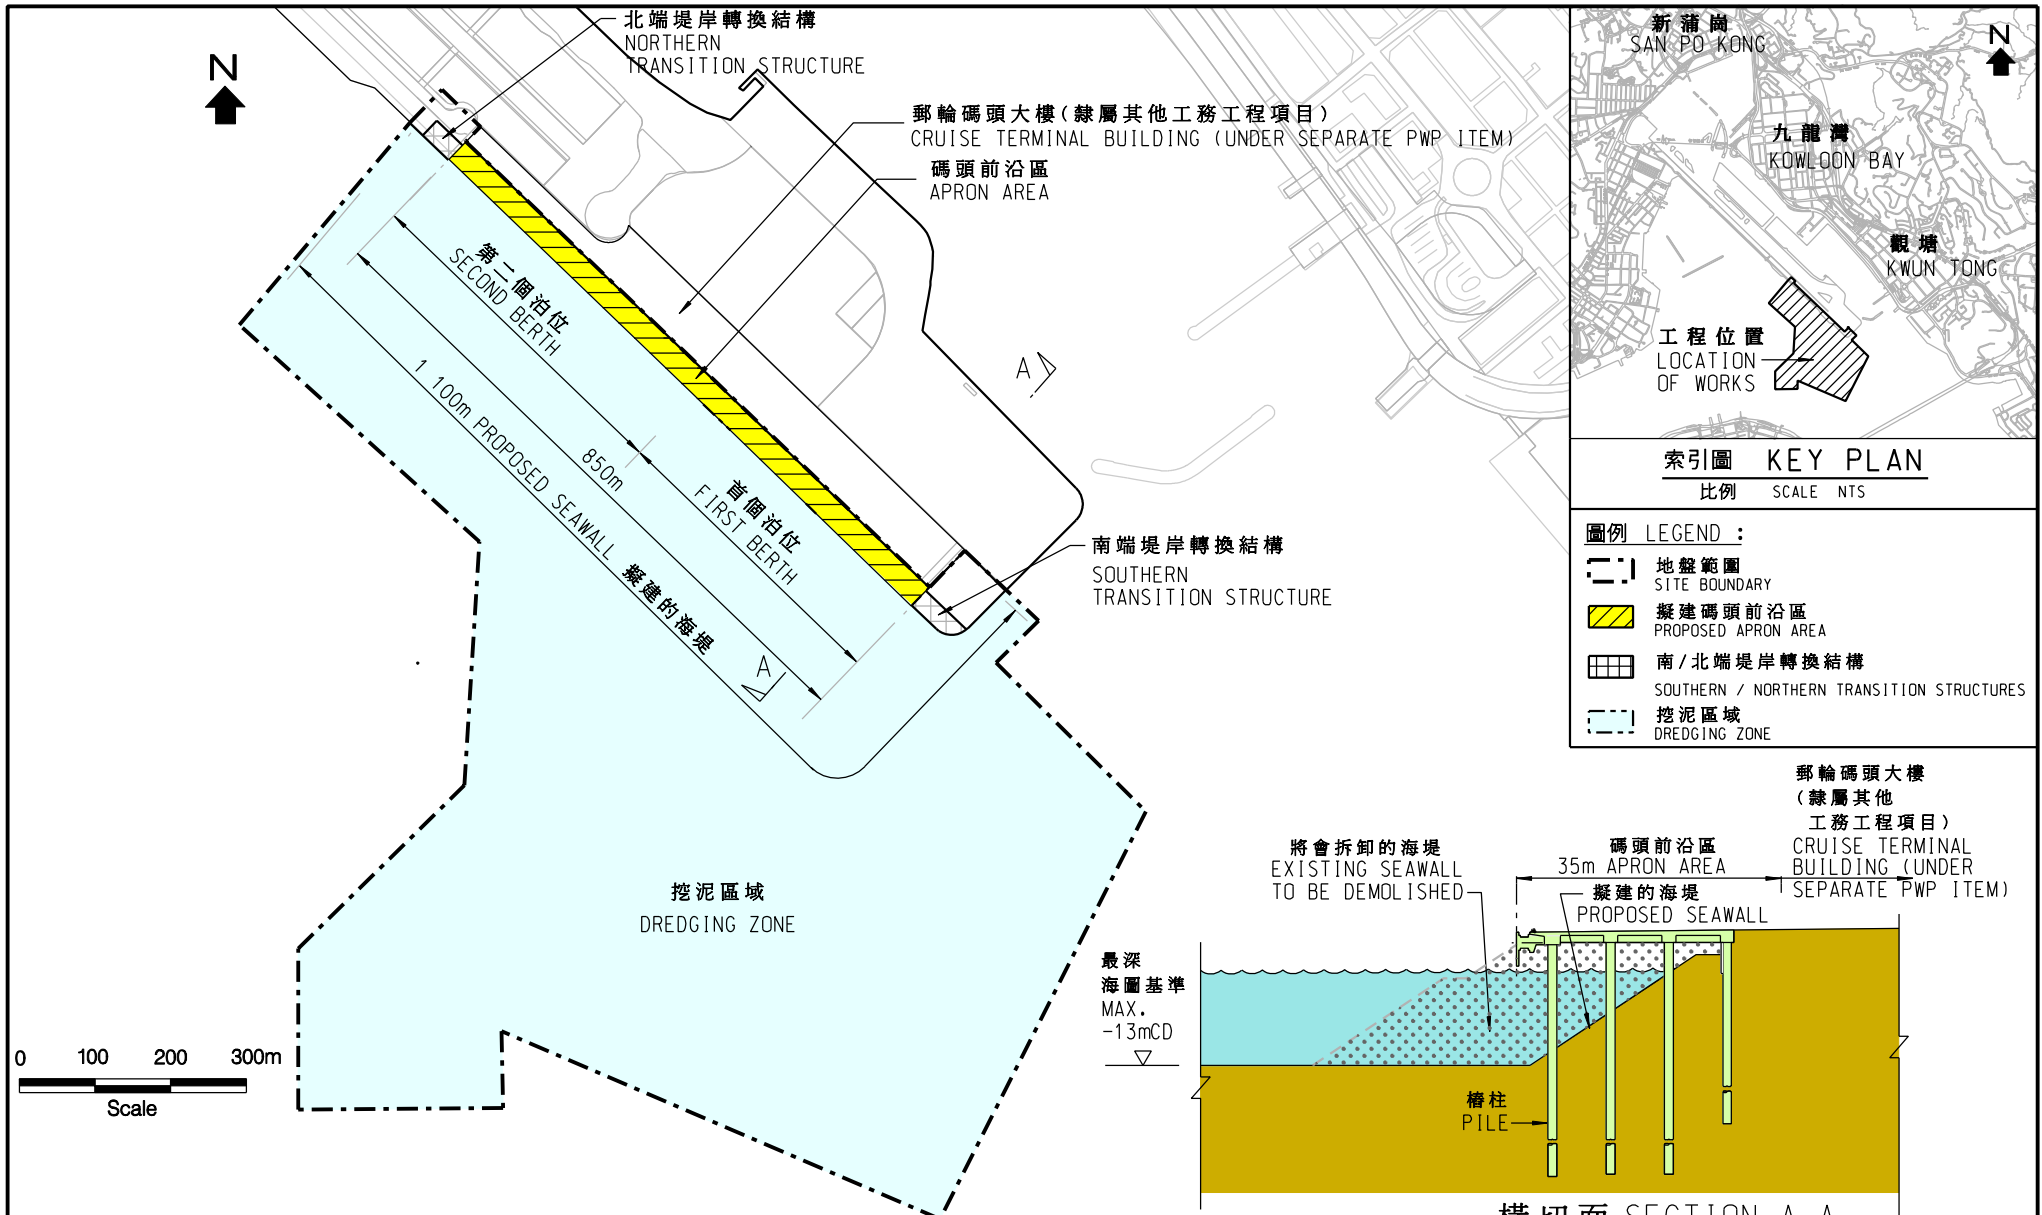 北端堤岸轉換結構
NORTHERN
TRANSITION STRUCTURE
N
郵輪碼頭大樓(隸屬其他工務工程項目)
CRUISE TERMINAL BUILDING (UNDER SEPARATE PWP ITEM)
碼頭前沿區
APRON AREA
第二個泊位
SECOND BERTH
1 100m PROPOSED SEAWALL 擬建的海堤
850m
首個泊位
FIRST BERTH
A
A
南端堤岸轉換結構
SOUTHERN
TRANSITION STRUCTURE
挖泥區域
DREDGING ZONE
0 100 200 300m
Scale
新蒲崗
SAN PO KONG
N
九龍灣
KOWLOON BAY
觀塘
KWUN TONG
工程位置
LOCATION
OF WORKS
索引圖 KEY PLAN
比例 SCALE NTS
圖例 LEGEND :
地盤範圍
SITE BOUNDARY
擬建碼頭前沿區
PROPOSED APRON AREA
南/北端堤岸轉換結構
SOUTHERN / NORTHERN TRANSITION STRUCTURES
挖泥區域
DREDGING ZONE
郵輪碼頭大樓
(隸屬其他
工務工程項目)
CRUISE TERMINAL
BUILDING (UNDER
SEPARATE PWP ITEM)
將會拆卸的海堤
EXISTING SEAWALL
TO BE DEMOLISHED
碼頭前沿區
35m APRON AREA
擬建的海堤
PROPOSED SEAWALL
最深
海圖基準
MAX.
-13mCD
樁柱
PILE
橫切面 SECTION A-A